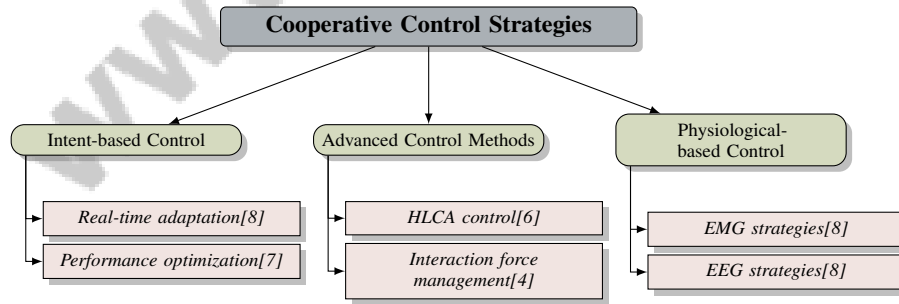 Cooperative Control Strategies
Intent-based Control
Advanced Control Methods
Physiological-
based Control
Real-time adaptation[8]
Performance optimization[7]
HLCA control[6]
Interaction force
management[4]
EMG strategies[8]
EEG strategies[8]